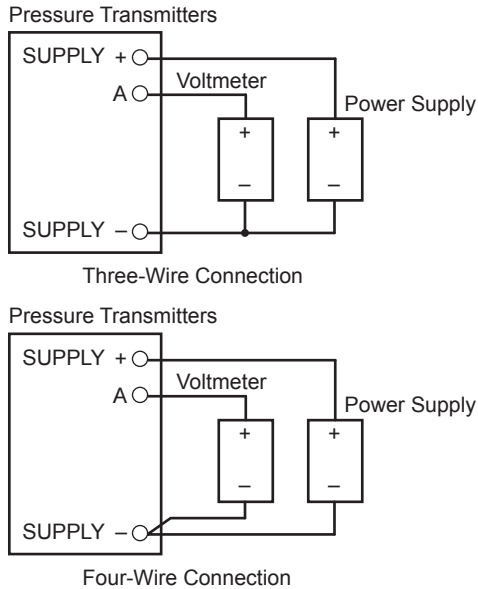 Pressure Transmitters
SUPPLY +
Voltmeter
A
Power Supply
+ +
– –
SUPPLY –
Three-Wire Connection
Pressure Transmitters
SUPPLY +
Voltmeter
A
Power Supply
+ +
– –
SUPPLY –
Four-Wire Connection